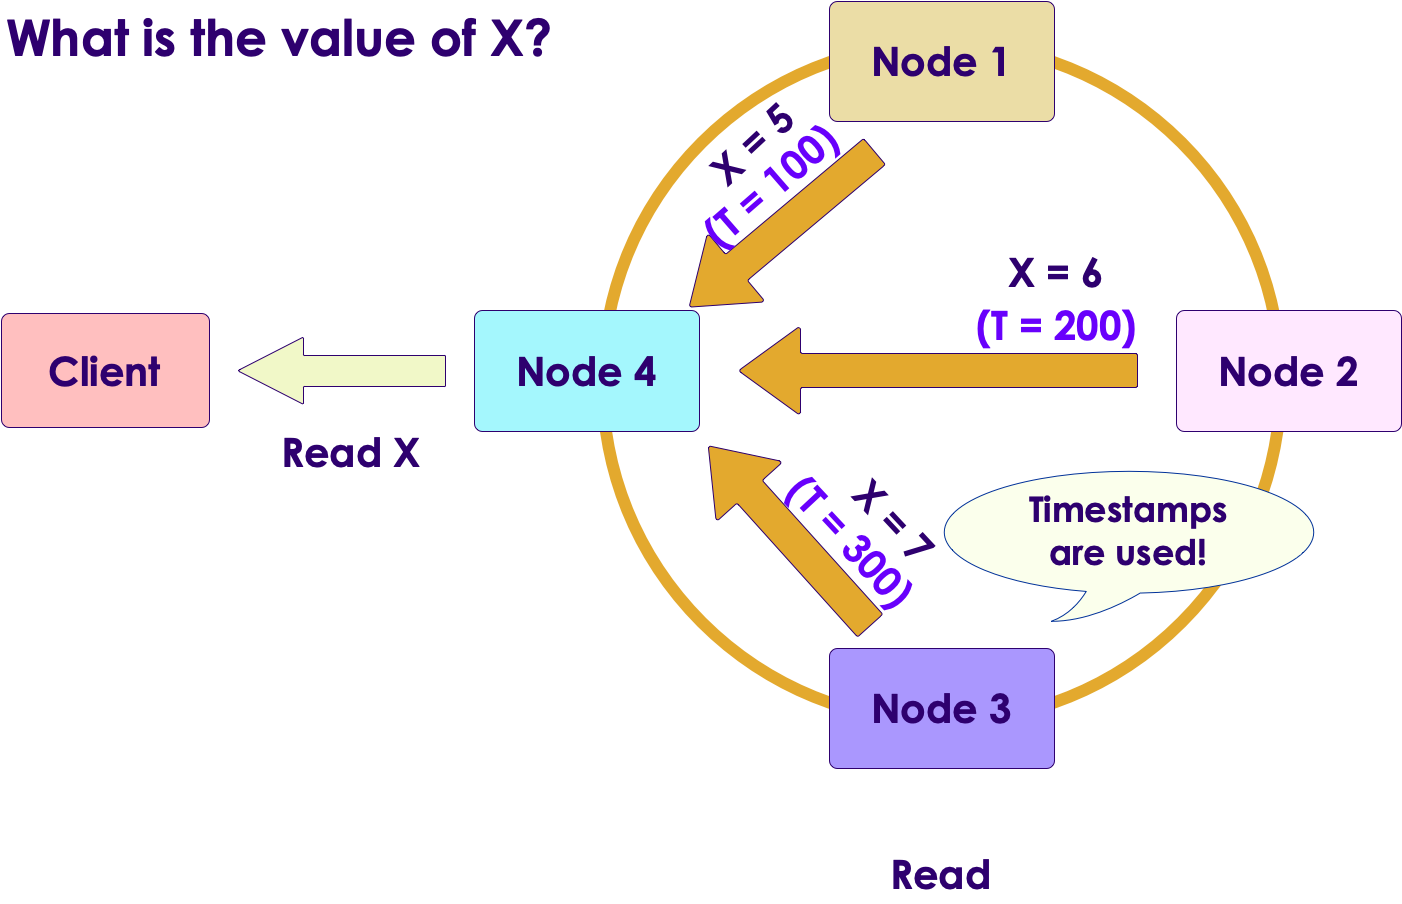 What is the value of X?
Node 1
X = 5
(T = 100)
X = 6
(T = 200)
Client
Node 4
Node 2
Read X
X = 7
(T = 300)
Timestamps
are used!
Node 3
Read